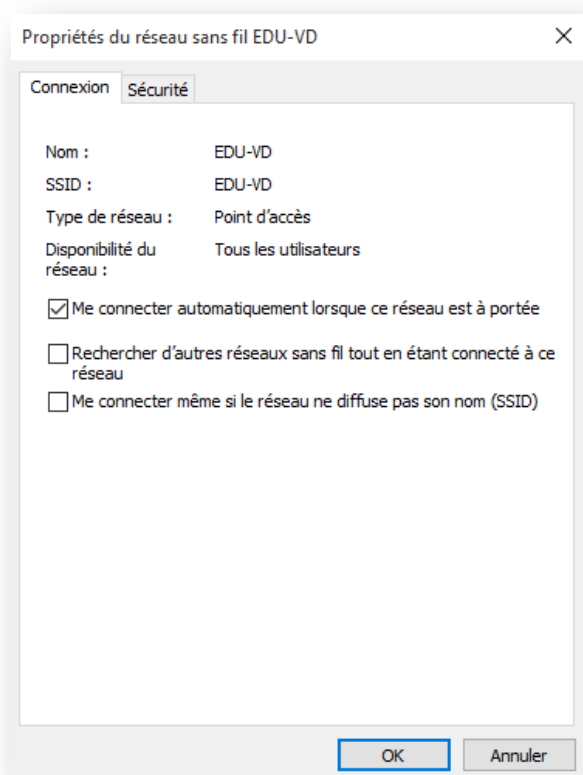 Propriétés du réseau sans fil EDU-VD
Connexion Sécurité
Nom : EDU-VD
SSID : EDU-VD
Type de réseau : Point d’accès
Disponibilité du Tous les utilisateurs
réseau :
Me connecter automatiquement lorsque ce réseau est à portée
Rechercher d’autres réseaux sans fil tout en étant connecté à ce
réseau
Me connecter même si le réseau ne diffuse pas son nom (SSID)
OK Annuler